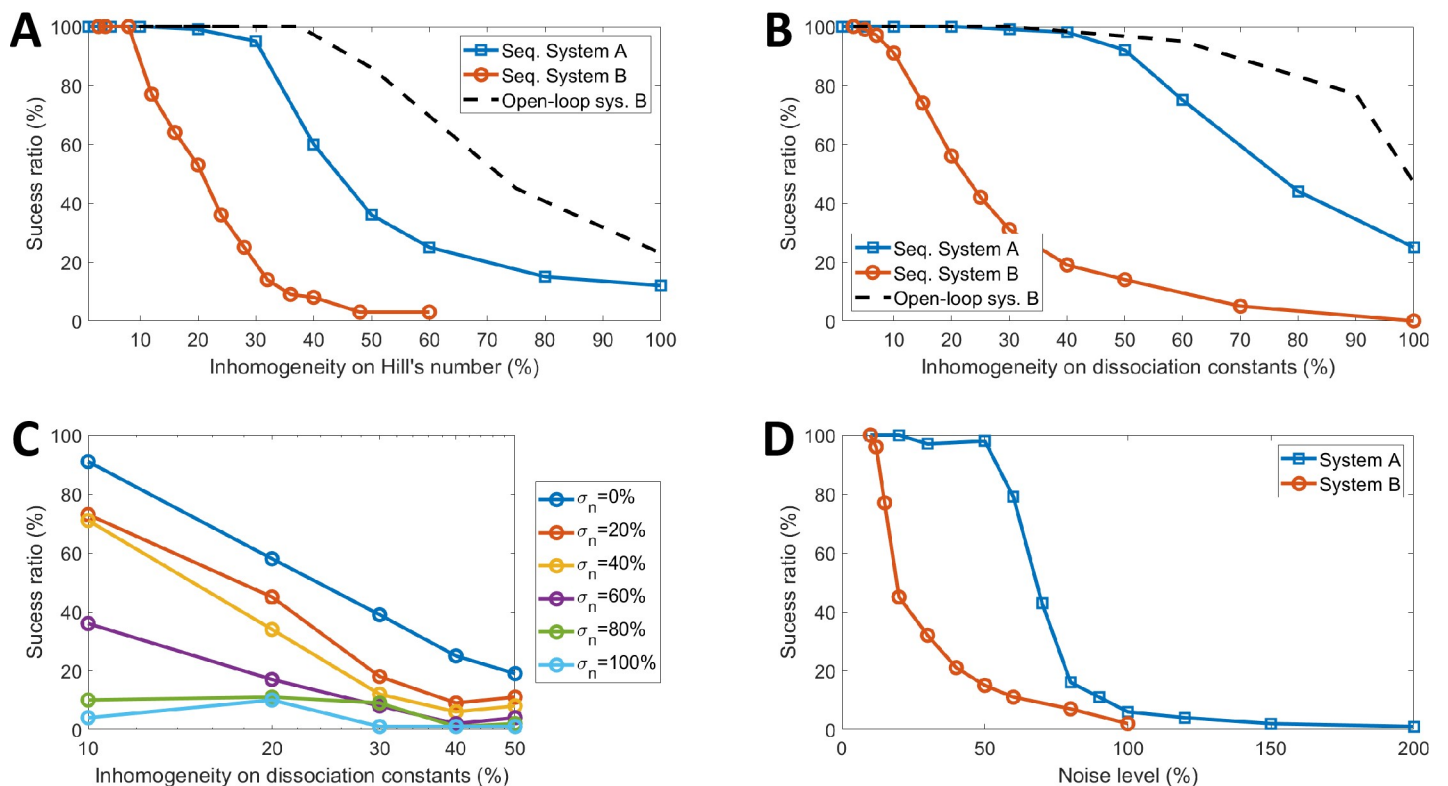 A
100
80
60
40
20
0
Sucess ratio (%)
10 20 30 40 50 60 70 80 90 100
Inhomogeneity on Hill's number (%)
Seq. System A
Seq. System B
Open-loop sys. B
B
100
80
60
40
20
0
Sucess ratio (%)
0 10 20 30 40 50 60 70 80 90 100
Inhomogeneity on dissociation constants (%)
Seq. System A
Seq. System B
Open-loop sys. B
C
100
80
60
40
20
0
Sucess ratio (%)
10 20 30 40 50
Inhomogeneity on dissociation constants (%)
σn=0%
σn=20%
σn=40%
σn=60%
σn=80%
σn=100%
D
100
80
60
40
20
0
Sucess ratio (%)
0 50 100 150 200
Noise level (%)
System A
System B